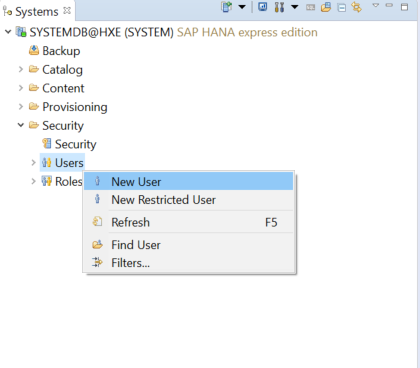 Systems
SYSTEMDB@HXE (SYSTEM) SAP HANA express edition
Backup
Catalog
Content
Provisioning
Security
Security
Users
Roles
New User
New Restricted User
Refresh F5
Find User
Filters...